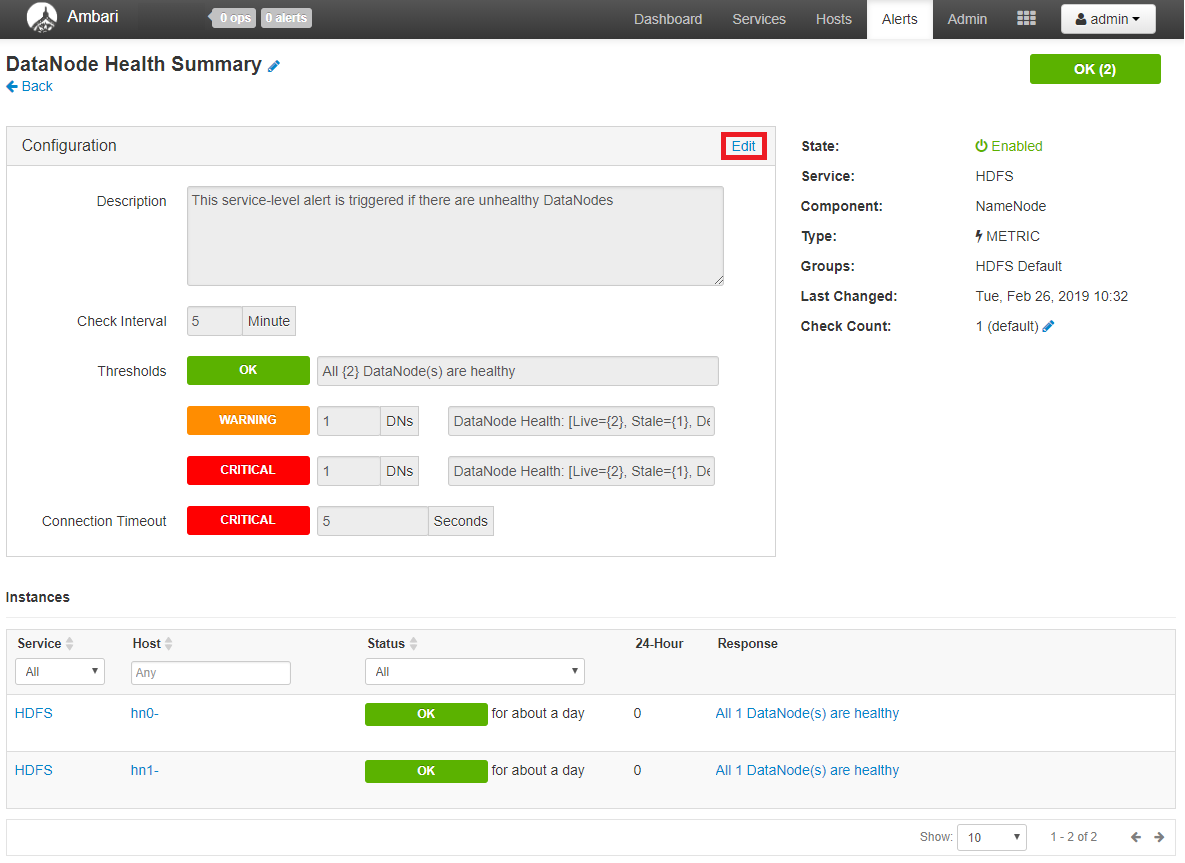 Ambari 0 ops 0 alerts Dashboard Services Hosts Alerts Admin admin
DataNode Health Summary OK (2)
Back
Configuration Edit
Description This service-level alert is triggered if there are unhealthy DataNodes
Check Interval 5 Minute
Thresholds OK All {2} DataNode(s) are healthy
WARNING 1 DNs DataNode Health: [Live={2}, Stale={1}, De
CRITICAL 1 DNs DataNode Health: [Live={2}, Stale={1}, De
Connection Timeout CRITICAL 5 Seconds
State: Enabled
Service: HDFS
Component: NameNode
Type: METRIC
Groups: HDFS Default
Last Changed: Tue, Feb 26, 2019 10:32
Check Count: 1 (default)
Instances
Service Host Status 24-Hour Response
All Any All
HDFS hn0- OK for about a day 0 All 1 DataNode(s) are healthy
HDFS hn1- OK for about a day 0 All 1 DataNode(s) are healthy
Show: 10 1 - 2 of 2